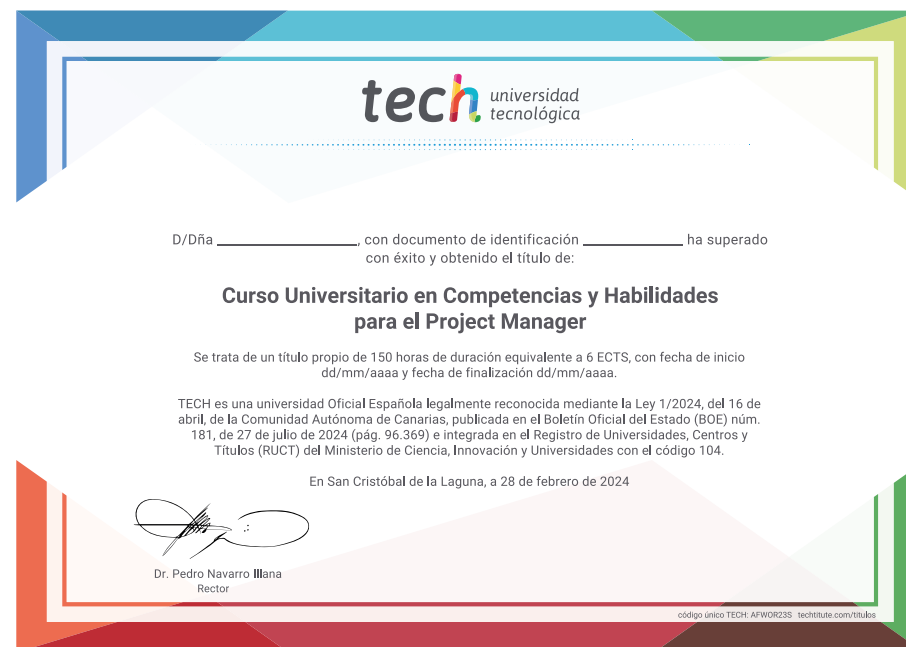 tech universidad
tecnológica
D/Dña ____________________, con documento de identificación ______________ ha superado
con éxito y obtenido el título de:
Curso Universitario en Competencias y Habilidades
para el Project Manager
Se trata de un título propio de 150 horas de duración equivalente a 6 ECTS, con fecha de inicio
dd/mm/aaaa y fecha de finalización dd/mm/aaaa.
TECH es una universidad Oficial Española legalmente reconocida mediante la Ley 1/2024, del 16 de
abril, de la Comunidad Autónoma de Canarias, publicada en el Boletín Oficial del Estado (BOE) núm.
181, de 27 de julio de 2024 (pág. 96.369) e integrada en el Registro de Universidades, Centros y
Títulos (RUCT) del Ministerio de Ciencia, Innovación y Universidades con el código 104.
En San Cristóbal de la Laguna, a 28 de febrero de 2024
Dr. Pedro Navarro Illana
Rector
código único TECH: AFWOR23S techtitute.com/titulos